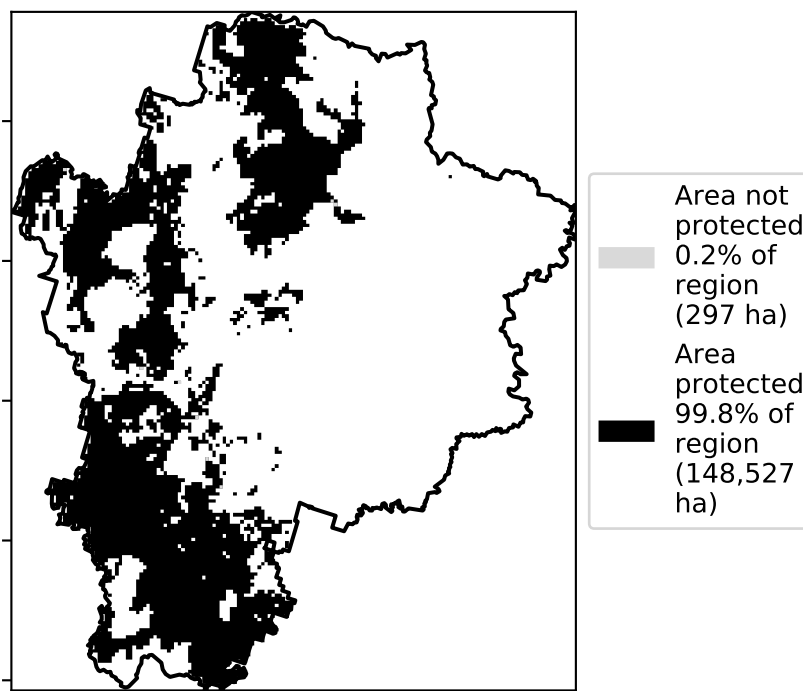 Area not
protected
0.2% of
region
(297 ha)
Area
protected
99.8% of
region
(148,527
ha)